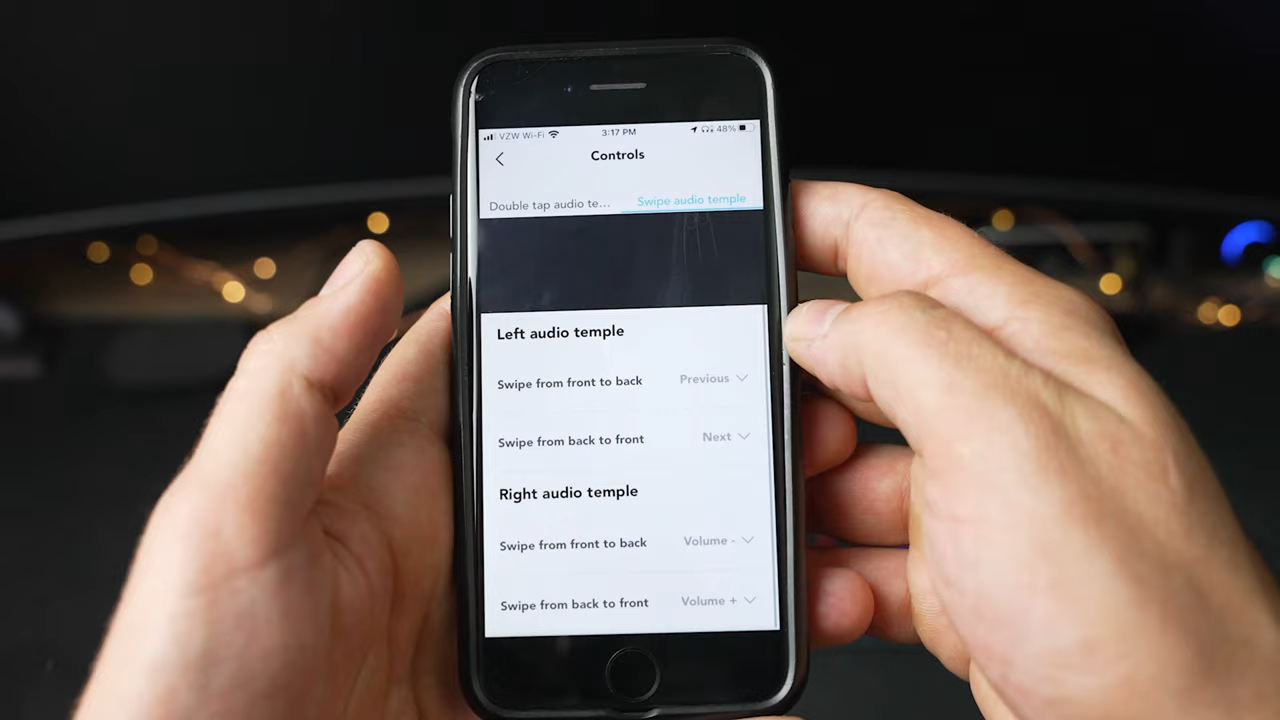 VZW Wi-Fi 3:17 PM 48%
Controls
Double tap audio te... Swipe audio temple
Left audio temple
Swipe from front to back Previous
Swipe from back to front Next
Right audio temple
Swipe from front to back Volume -
Swipe from back to front Volume +